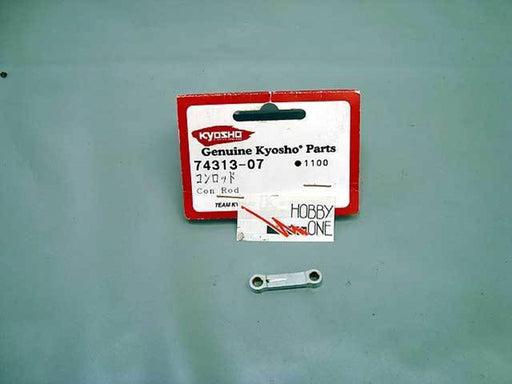 KYOSHO
Genuine Kyosho® Parts
74313-07 ●1100
コンロッド
Con Rod
TEAM KY
HOBBY
ONE